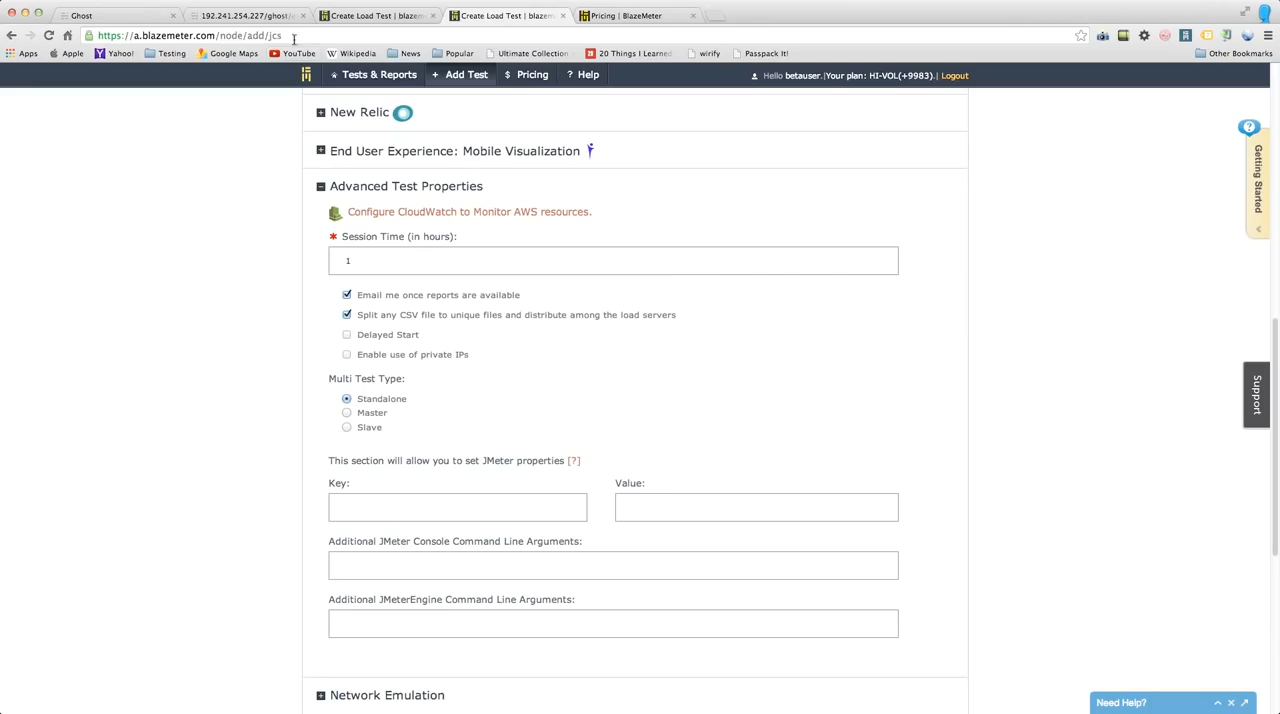 Ghost
192.241.254.227/ghost/e
Create Load Test | blazem
Create Load Test | blazem
Pricing | BlazeMeter
https://a.blazemeter.com/node/add/jcs
Apps
Apple
Yahoo!
Testing
Google Maps
YouTube
Wikipedia
News
Popular
Ultimate Collection
20 Things I Learned
wirify
Passpack It!
Other Bookmarks
Tests & Reports
+ Add Test
$ Pricing
? Help
Hello betauser.|Your plan: HI-VOL(+9983).| Logout
New Relic
End User Experience: Mobile Visualization
Advanced Test Properties
Configure CloudWatch to Monitor AWS resources.
* Session Time (in hours):
1
Email me once reports are available
Split any CSV file to unique files and distribute among the load servers
Delayed Start
Enable use of private IPs
Multi Test Type:
Standalone
Master
Slave
This section will allow you to set JMeter properties [?]
Key:
Value:
Additional JMeter Console Command Line Arguments:
Additional JMeterEngine Command Line Arguments:
Network Emulation
Getting Started
Support
Need Help?